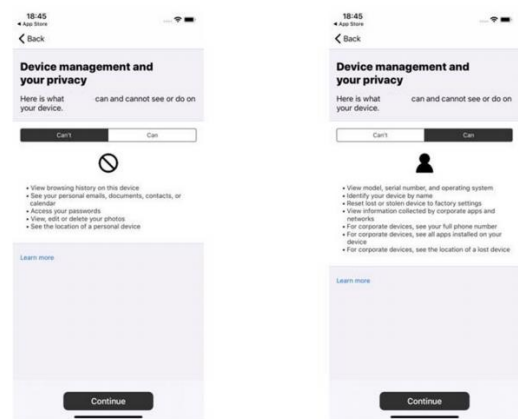 18:45
◀ App Store
Back
Device management and
your privacy
Here is what can and cannot see or do on
your device.
Can't Can
• View browsing history on this device
• See your personal emails, documents, contacts, or
calendar
• Access your passwords
• View, edit or delete your photos
• See the location of a personal device
Learn more
Continue
18:45
◀ App Store
Back
Device management and
your privacy
Here is what can and cannot see or do on
your device.
Can't Can
• View model, serial number, and operating system
• Identify your device by name
• Reset lost or stolen device to factory settings
• View information collected by corporate apps and
networks
• For corporate devices, see your full phone number
• For corporate devices, see all apps installed on your
device
• For corporate devices, see the location of a lost device
Learn more
Continue